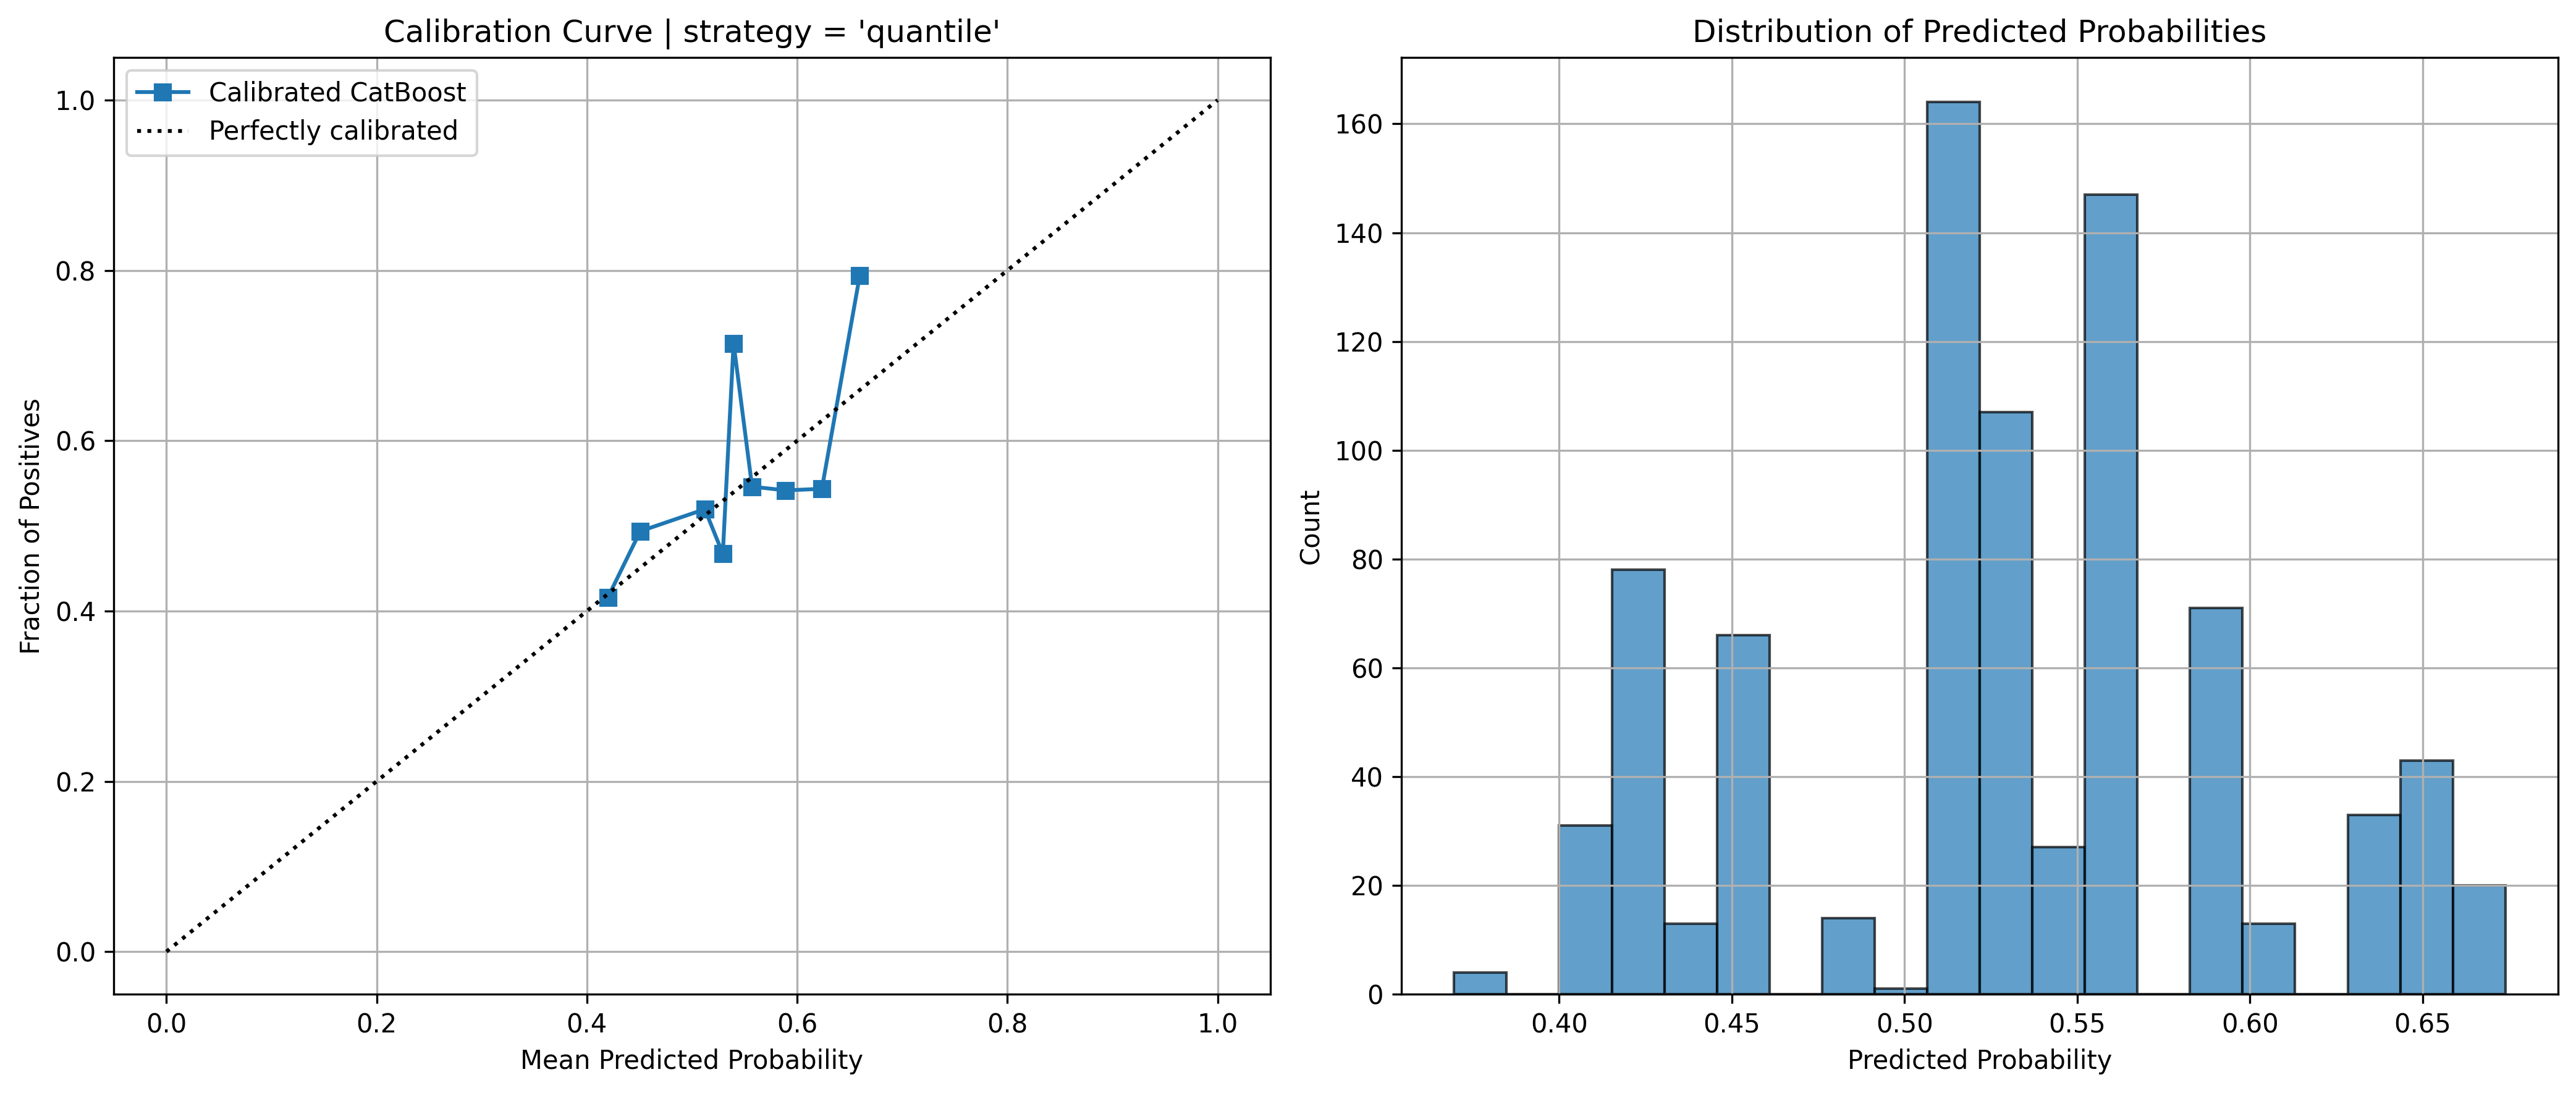 Calibration Curve | strategy = 'quantile'
Calibrated CatBoost
Perfectly calibrated
1.0
0.8
0.6
0.4
0.2
0.0
Fraction of Positives
0.0 0.2 0.4 0.6 0.8 1.0
Mean Predicted Probability
Distribution of Predicted Probabilities
160
140
120
100
80
60
40
20
0
Count
0.40 0.45 0.50 0.55 0.60 0.65
Predicted Probability